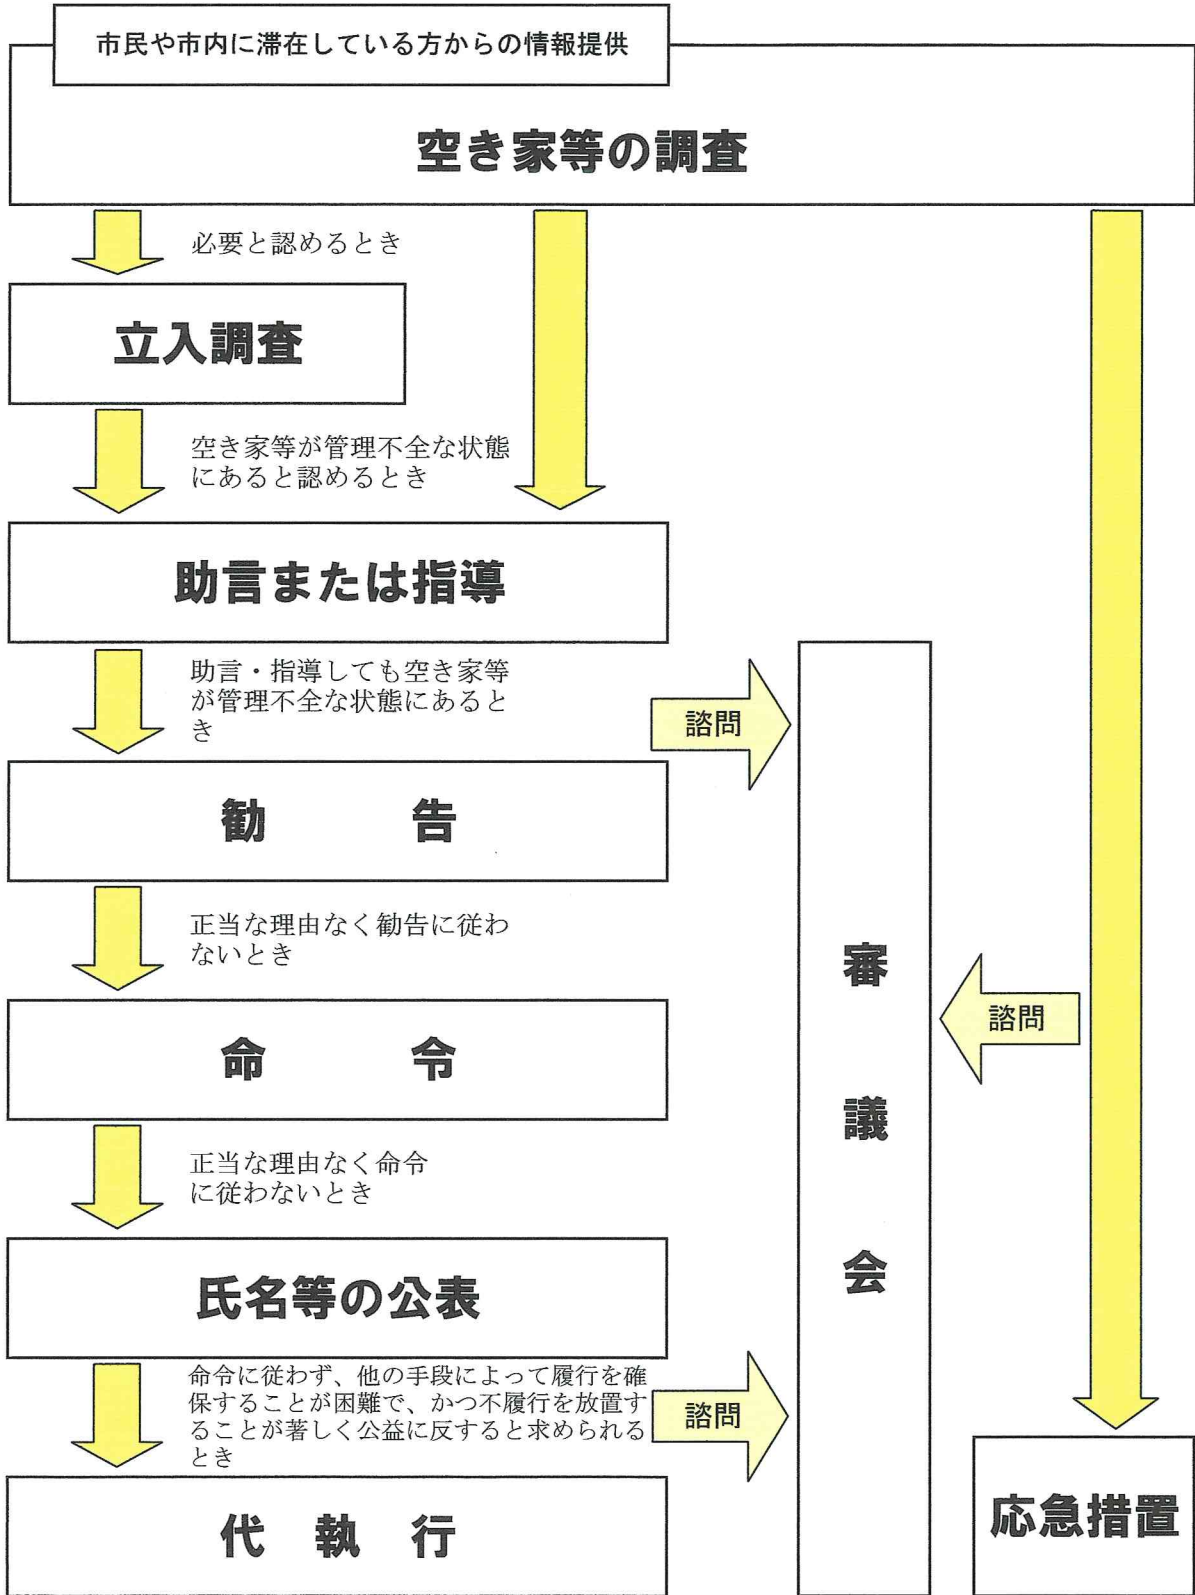 市民や市内に滞在している方からの情報提供
空き家等の調査
必要と認めるとき
立入調査
空き家等が管理不全な状態
にあると認めるとき
助言または指導
助言・指導しても空き家等
が管理不全な状態にあると
き
諮問
勧告
正当な理由なく勧告に従わ
ないとき
命令
諮問
審議会
正当な理由なく命令
に従わないとき
氏名等の公表
命令に従わず、他の手段によって履行を確
保することが困難で、かつ不履行を放置す
ることが著しく公益に反すると求められる
とき
諮問
代執行
応急措置